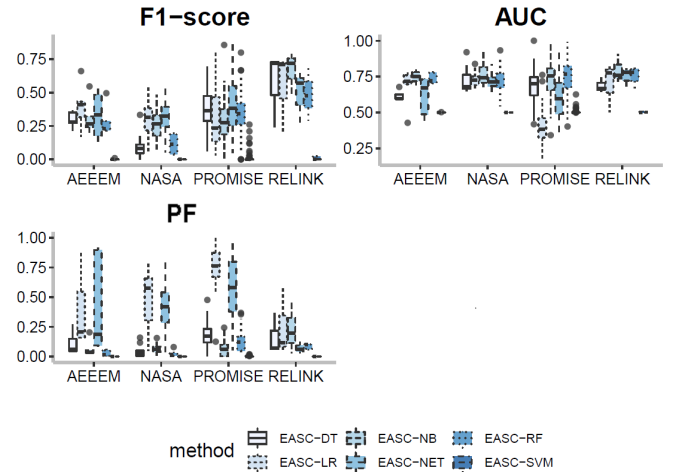 F1−score
AUC
0.75
0.50
0.25
0.00
AEEEM NASA PROMISE RELINK
1.00
0.75
0.50
0.25
AEEEM NASA PROMISE RELINK
PF
1.00
0.75
0.50
0.25
0.00
AEEEM NASA PROMISE RELINK
method
EASC−DT EASC−NB EASC−RF
EASC−LR EASC−NET EASC−SVM